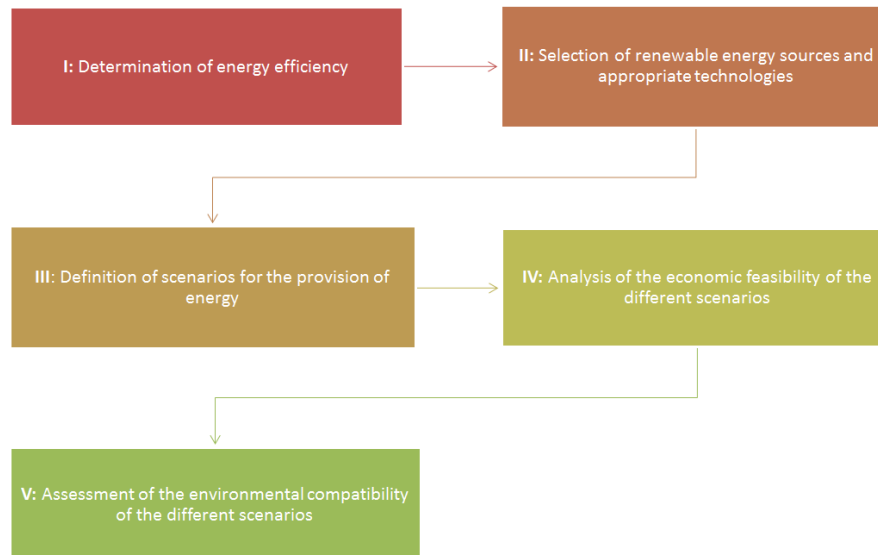 I: Determination of energy efficiency
II: Selection of renewable energy sources and
appropriate technologies
III: Definition of scenarios for the provision of
energy
IV: Analysis of the economic feasibility of the
different scenarios
V: Assessment of the environmental compatibility
of the different scenarios